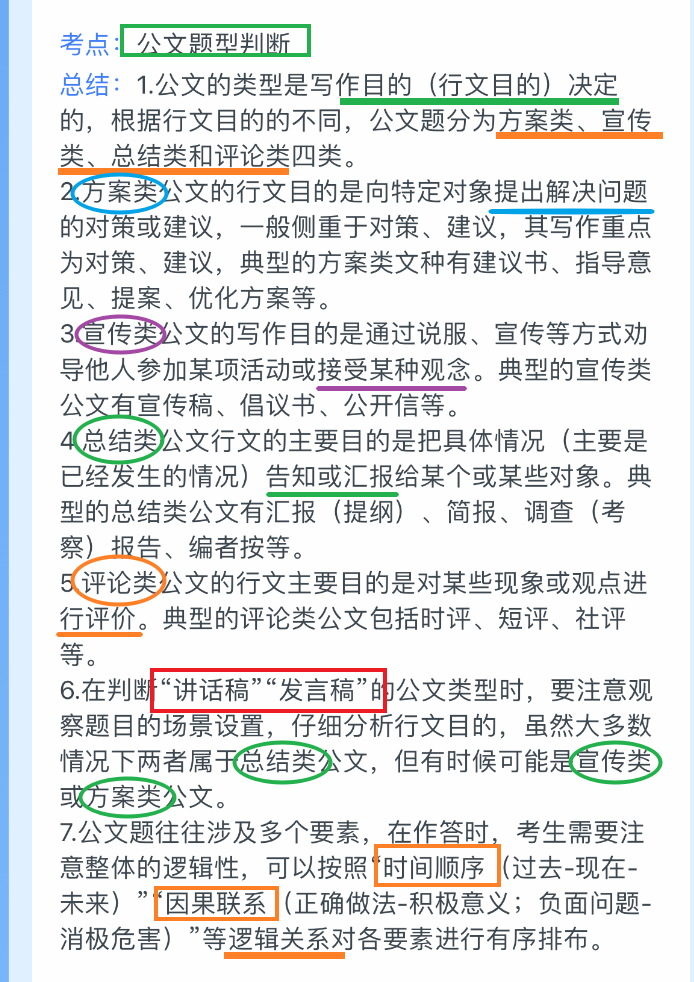 考点：公文题型判断
总结：1.公文的类型是写作目的（行文目的）决定
的，根据行文目的的不同，公文题分为方案类、宣传
类、总结类和评论类四类。
2.方案类公文的行文目的是向特定对象提出解决问题
的对策或建议，一般侧重于对策、建议，其写作重点
为对策、建议，典型的方案类文种有建议书、指导意
见、提案、优化方案等。
3.宣传类公文的写作目的是通过说服、宣传等方式劝
导他人参加某项活动或接受某种观念。典型的宣传类
公文有宣传稿、倡议书、公开信等。
4.总结类公文行文的主要目的是把具体情况（主要是
已经发生的情况）告知或汇报给某个或某些对象。典
型的总结类公文有汇报（提纲）、简报、调查（考
察）报告、编者按等。
5.评论类公文的行文主要目的是对某些现象或观点进
行评价。典型的评论类公文包括时评、短评、社评
等。
6.在判断“讲话稿”“发言稿”的公文类型时，要注意观
察题目的场景设置，仔细分析行文目的，虽然大多数
情况下两者属于总结类公文，但有时候可能是宣传类
或方案类公文。
7.公文题往往涉及多个要素，在作答时，考生需要注
意整体的逻辑性，可以按照“时间顺序（过去-现在-
未来）”“因果联系（正确做法-积极意义；负面问题-
消极危害）”等逻辑关系对各要素进行有序排布。